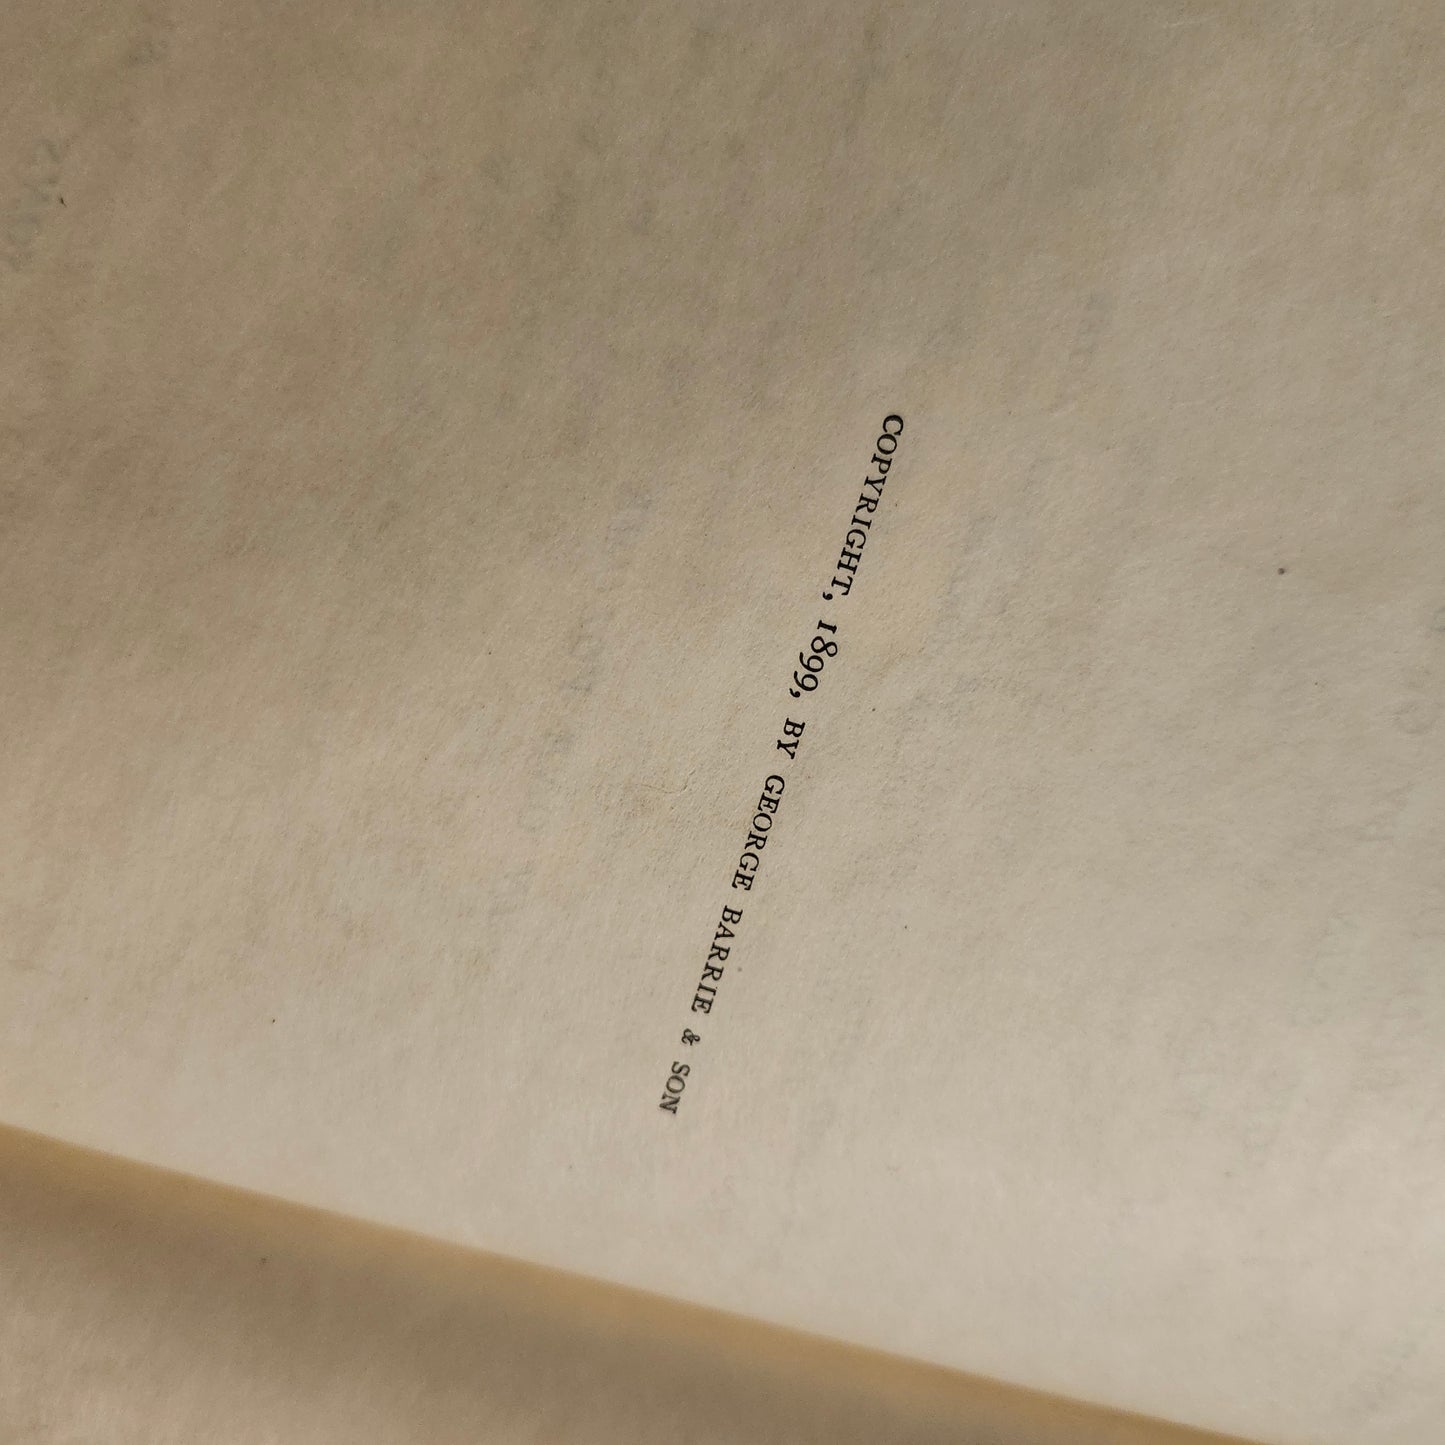 COPYRIGHT, 1899, BY GEORGE BARRIE & SON